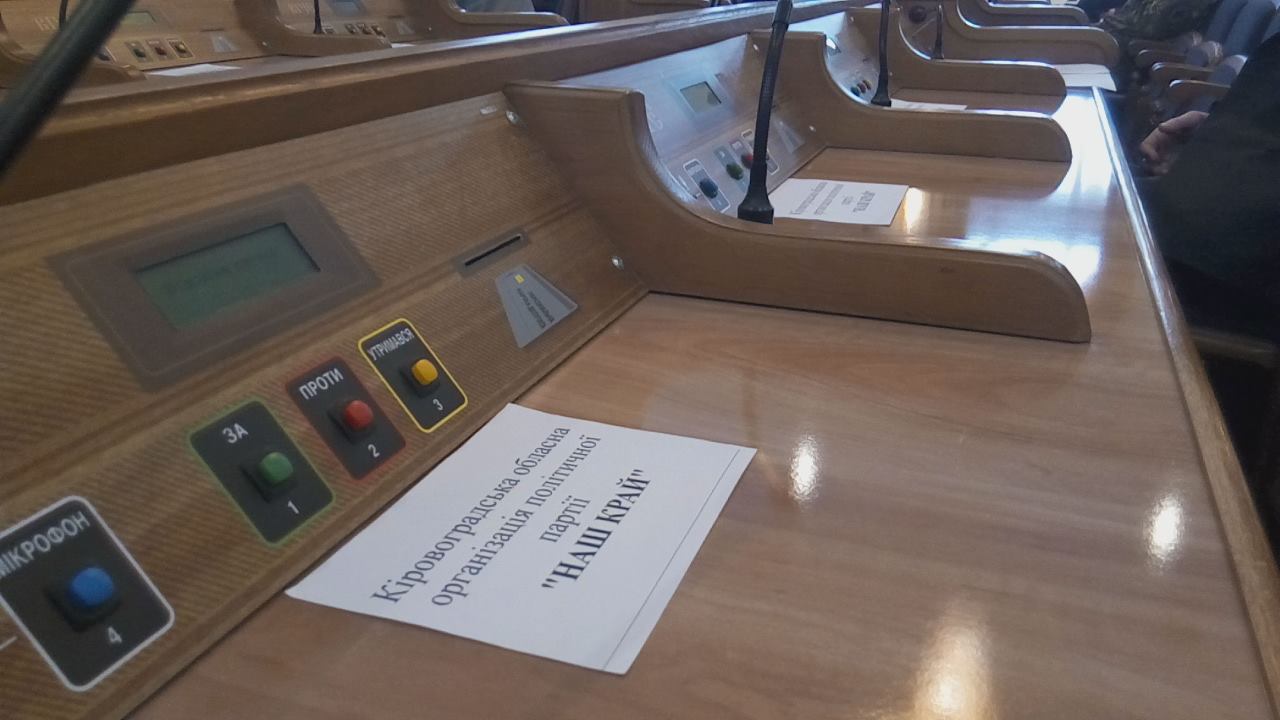 МІКРОФОН
4
ЗА
1
ПРОТИ
2
УТРИМАВСЯ
3
Кіровоградська обласна
організація політичної
партії
"НАШ КРАЙ"